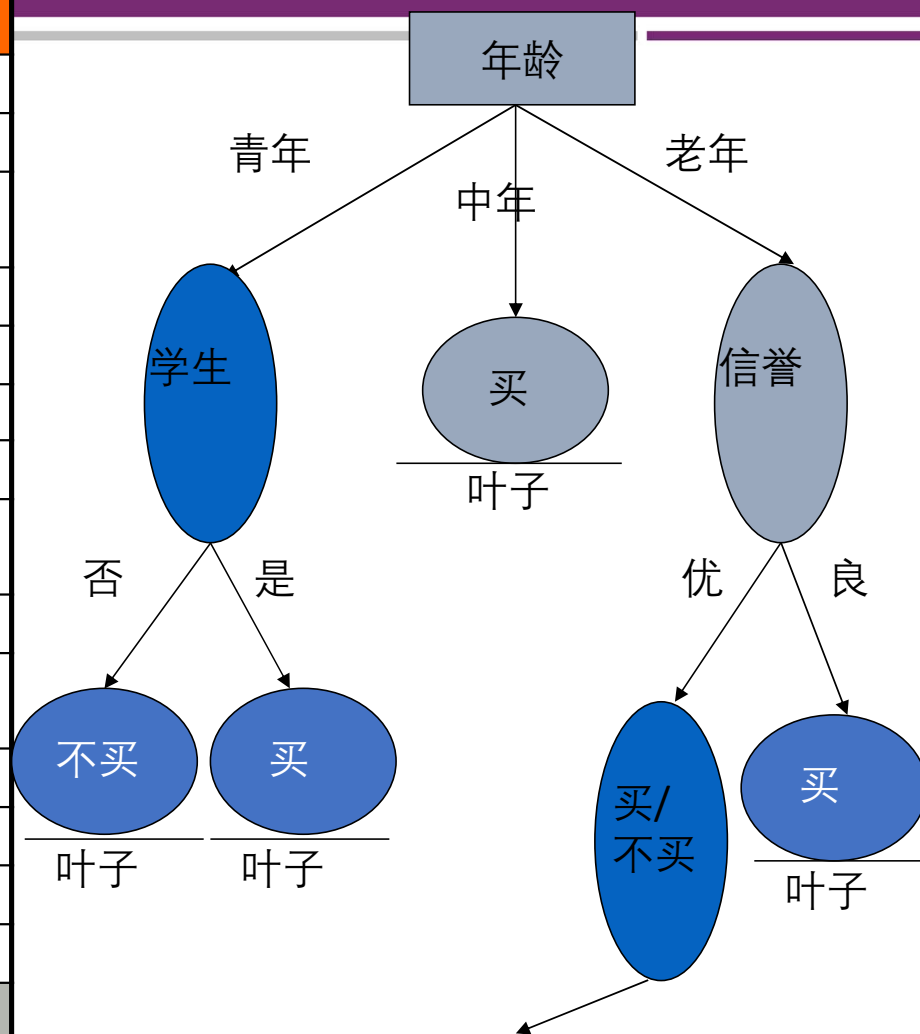 年龄
青年
中年
老年
学生
买
信誉
叶子
否
是
优
良
不买
买
买/
不买
买
叶子
叶子
叶子